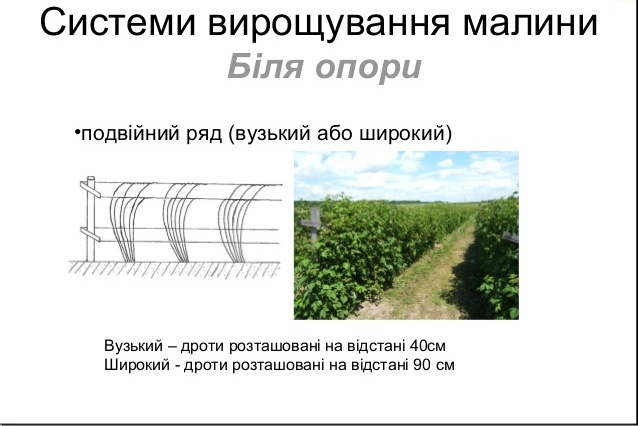 Системи вирощування малини
Біля опори
•подвійний ряд (вузький або широкий)
Вузький – дроти розташовані на відстані 40см
Широкий - дроти розташовані на відстані 90 см